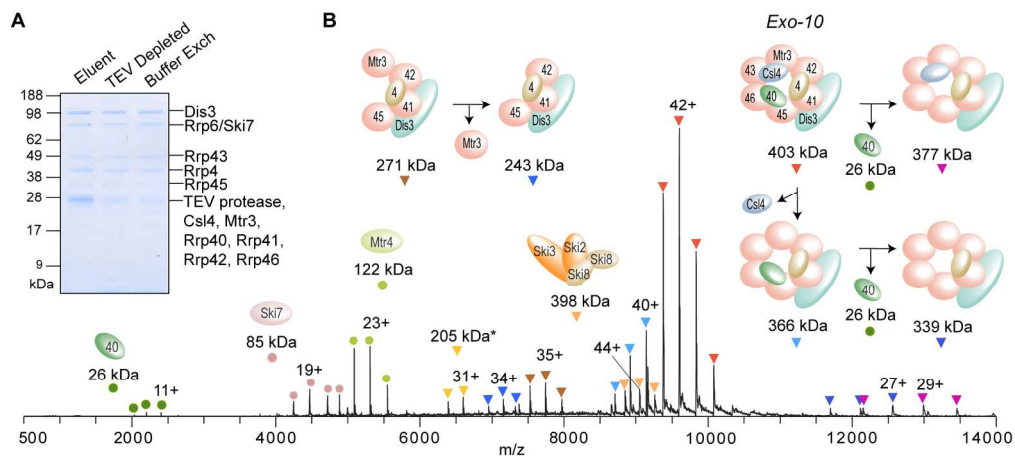 A
Eluent
TEV Depleted
Buffer Exch
188
98
62
49
38
28
17
9
kDa
Dis3
Rrp6/Ski7
Rrp43
Rrp4
Rrp45
TEV protease,
Csl4, Mtr3,
Rrp40, Rrp41,
Rrp42, Rrp46
B
Mtr3
42
4
41
45
Dis3
271 kDa
Mtr3
42
4
41
45
Dis3
243 kDa
Exo-10
Mtr3
43
Csl4
42
46
40
4
41
45
Dis3
403 kDa
40
26 kDa
377 kDa
Csl4
366 kDa
40
26 kDa
339 kDa
40
26 kDa
11+
Ski7
85 kDa
19+
Mtr4
122 kDa
23+
205 kDa*
31+
34+
35+
Ski3
Ski2
Ski8
Ski8
398 kDa
44+
40+
42+
27+
29+
500
2000
4000
6000
8000
10000
12000
14000
m/z